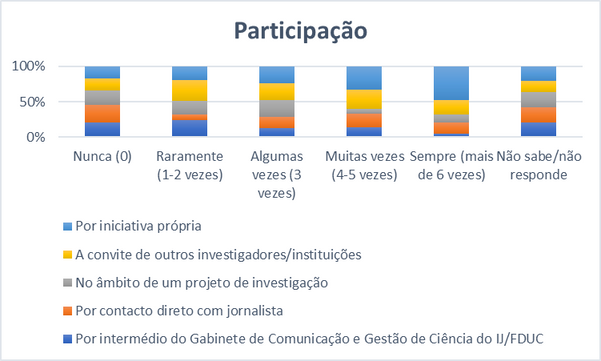 Participação
100%
50%
0%
Nunca (0)
Raramente
(1-2 vezes)
Algumas
vezes (3
vezes)
Muitas vezes
(4-5 vezes)
Sempre (mais
de 6 vezes)
Não sabe/não
responde
Por iniciativa própria
A convite de outros investigadores/instituições
No âmbito de um projeto de investigação
Por contacto direto com jornalista
Por intermédio do Gabinete de Comunicação e Gestão de Ciência do IJ/FDUC